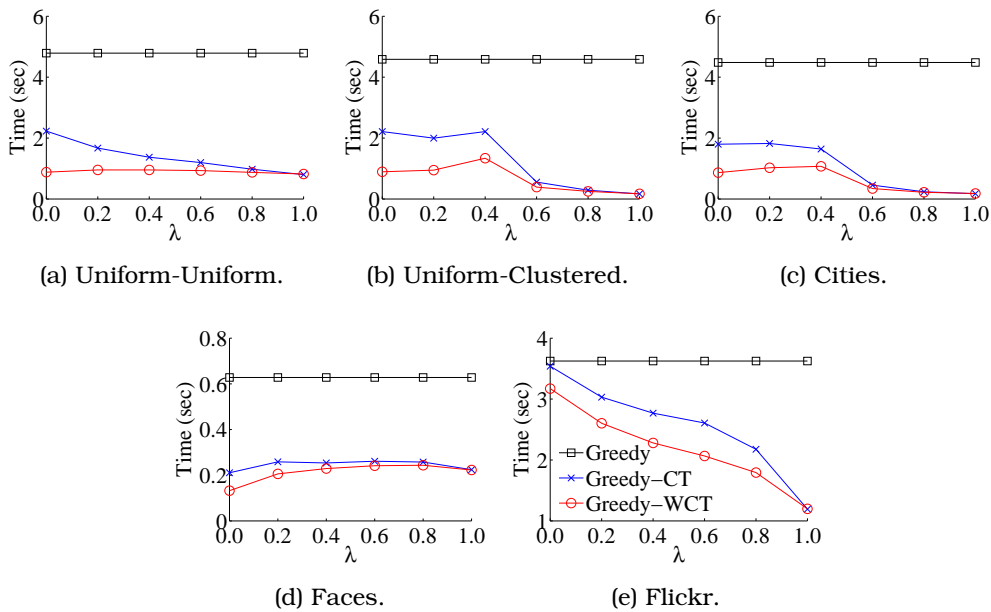 6
4
2
0
Time (sec)
0.0 0.2 0.4 0.6 0.8 1.0
λ
(a) Uniform-Uniform.
6
4
2
0
Time (sec)
0.0 0.2 0.4 0.6 0.8 1.0
λ
(b) Uniform-Clustered.
6
4
2
0
Time (sec)
0.0 0.2 0.4 0.6 0.8 1.0
λ
(c) Cities.
0.8
0.6
0.4
0.2
0
Time (sec)
0.0 0.2 0.4 0.6 0.8 1.0
λ
(d) Faces.
4
3
2
1
Time (sec)
Greedy
Greedy−CT
Greedy−WCT
0.0 0.2 0.4 0.6 0.8 1.0
λ
(e) Flickr.